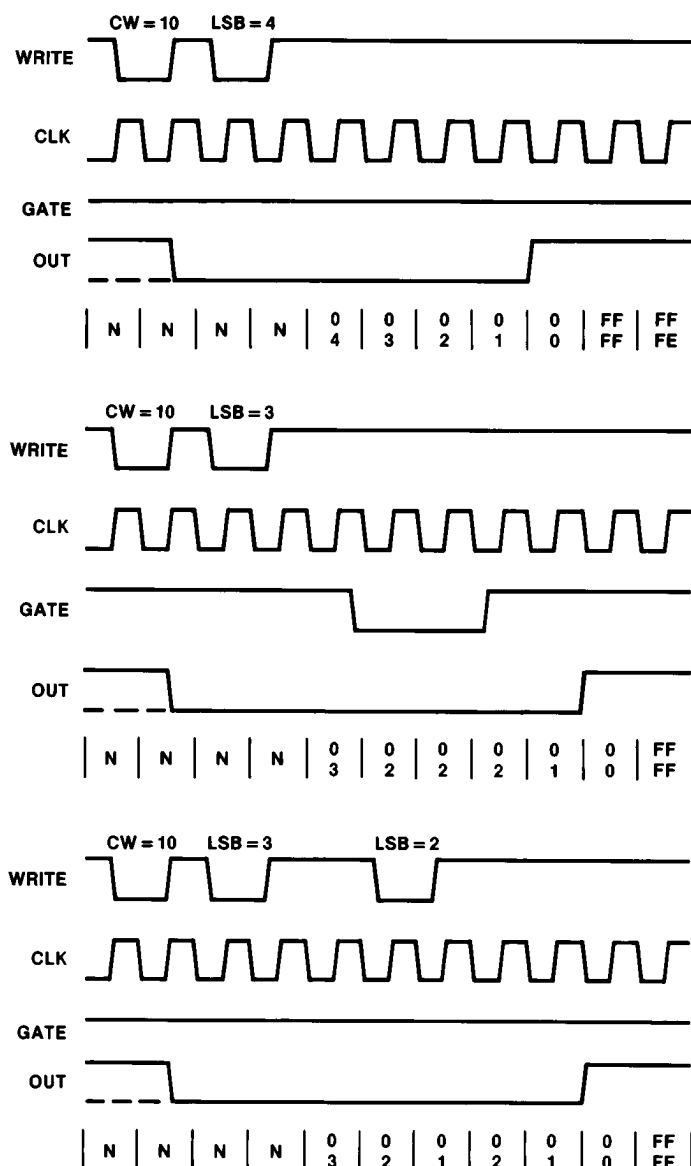 CW = 10 LSB = 4
WRITE
CLK
GATE
OUT
N N N N 0 0 0 0 0 FF FF
4 3 2 1 0 FF FE
CW = 10 LSB = 3
WRITE
CLK
GATE
OUT
N N N N 0 0 0 0 0 0 FF
3 2 2 2 1 0 FF
CW = 10 LSB = 3 LSB = 2
WRITE
CLK
GATE
OUT
N N N N 0 0 0 0 0 0 FF
3 2 1 2 1 0 FF